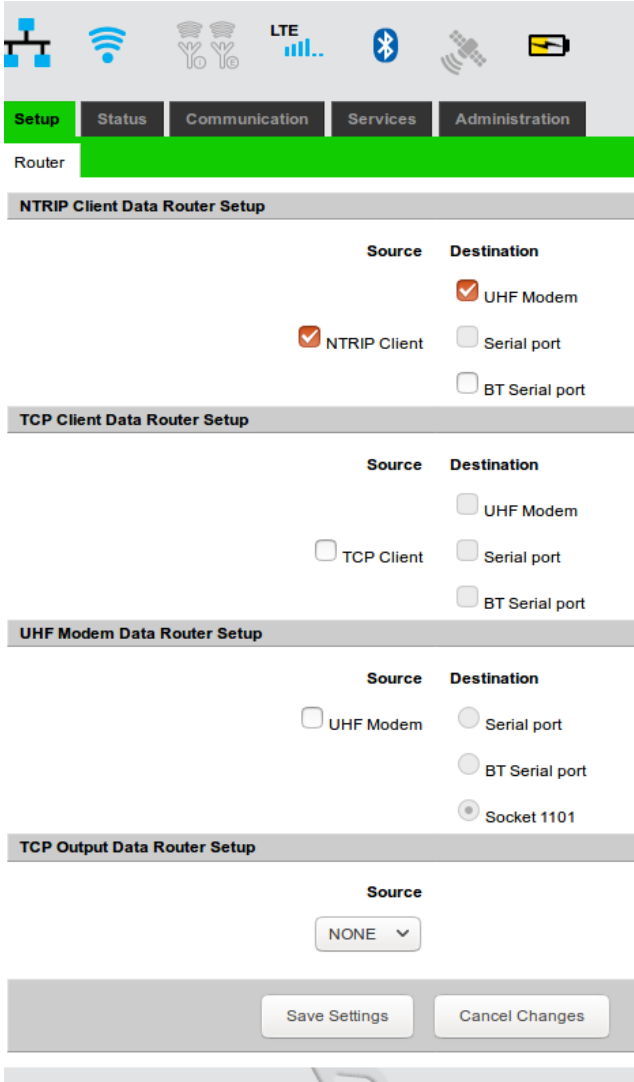 LTE
Setup Status Communication Services Administration
Router
NTRIP Client Data Router Setup
Source Destination
UHF Modem
NTRIP Client Serial port
BT Serial port
TCP Client Data Router Setup
Source Destination
UHF Modem
TCP Client Serial port
BT Serial port
UHF Modem Data Router Setup
Source Destination
UHF Modem Serial port
BT Serial port
Socket 1101
TCP Output Data Router Setup
Source
NONE
Save Settings Cancel Changes